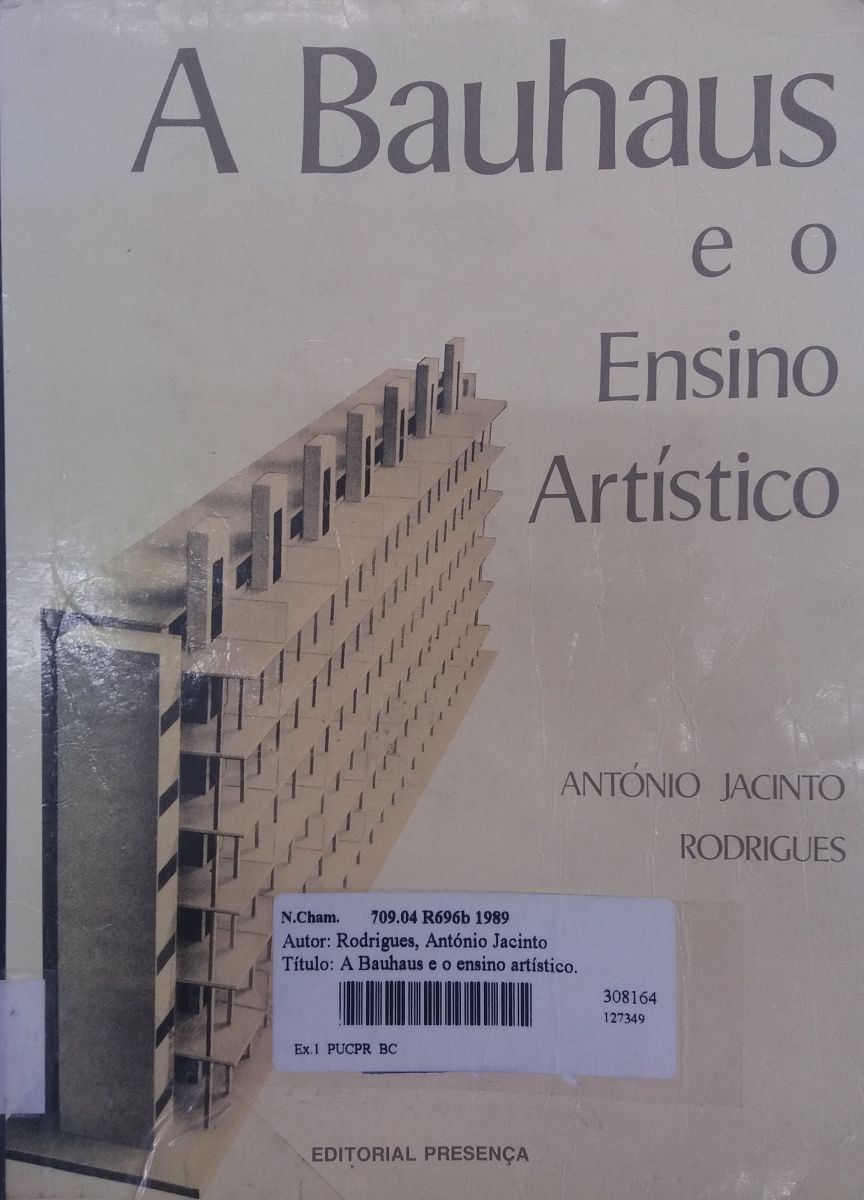 A Bauhaus
e o
Ensino
Artístico
ANTÓNIO JACINTO
RODRIGUES
N.Cham. 709.04 R696b 1989
Autor: Rodrigues, António Jacinto
Título: A Bauhaus e o ensino artístico.
308164
127349
Ex.1 PUCPR BC
EDITORIAL PRESENÇA